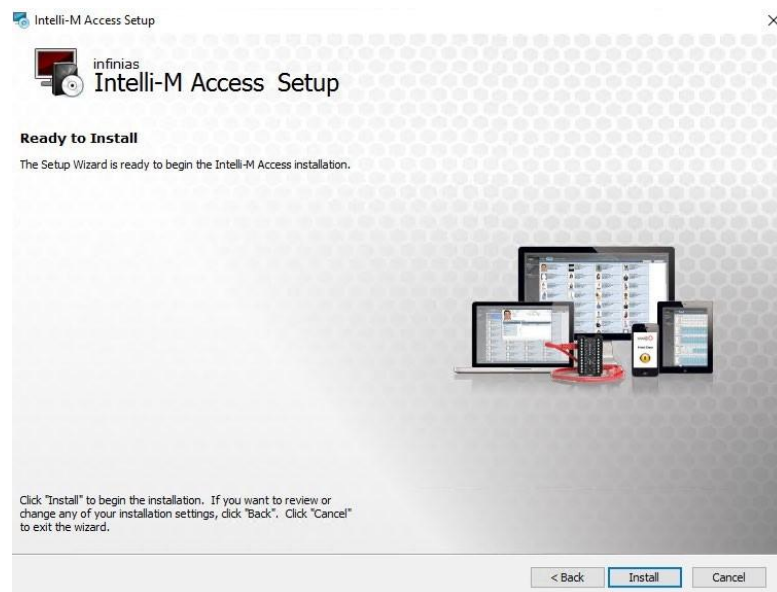 Intelli-M Access Setup
infinias
Intelli-M Access  Setup
Ready to Install
The Setup Wizard is ready to begin the Intelli-M Access installation.
Click "Install" to begin the installation.  If you want to review or
change any of your installation settings, click "Back".  Click "Cancel"
to exit the wizard.
< Back
Install
Cancel